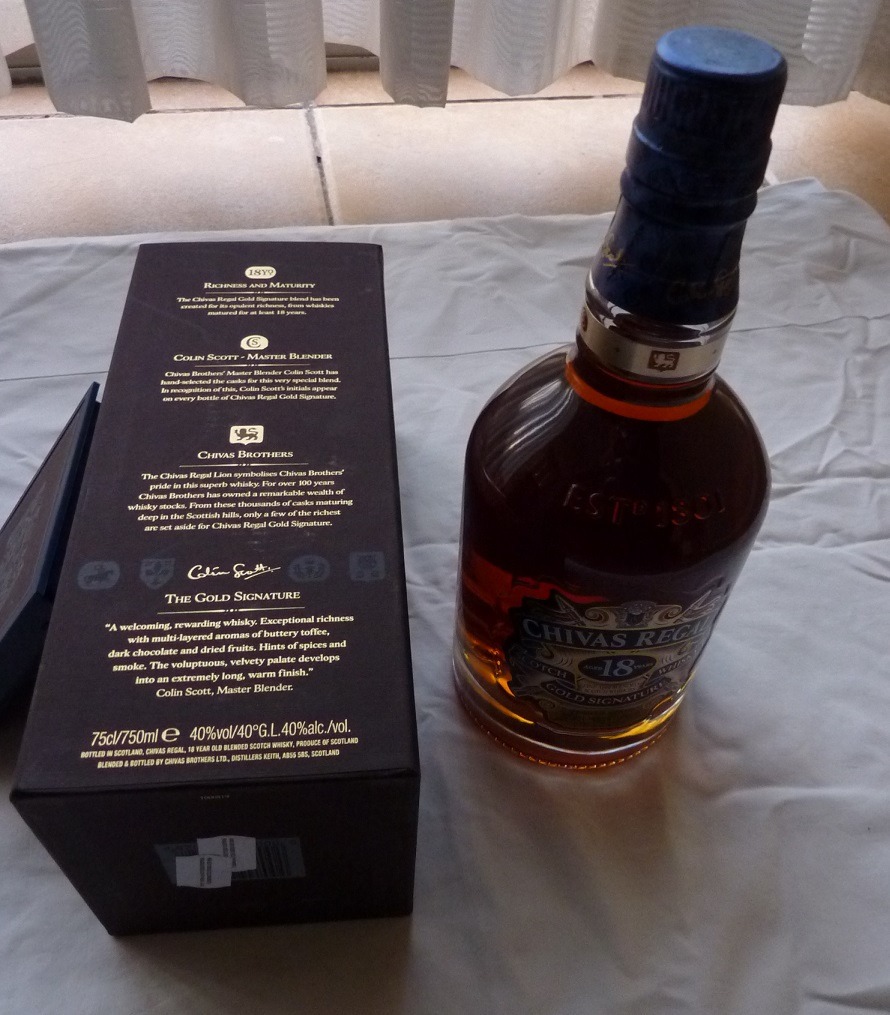 18Yº
RICHNESS AND MATURITY
The Chivas Regal Gold Signature blend has been
created for its opulent richness, from whiskies
matured for at least 18 years.
CS
COLIN SCOTT - MASTER BLENDER
Chivas Brothers' Master Blender Colin Scott has
hand-selected the casks for this very special blend.
In recognition of this, Colin Scott's initials appear
on every bottle of Chivas Regal Gold Signature.
CHIVAS BROTHERS
The Chivas Regal Lion symbolises Chivas Brothers'
pride in this superb whisky. For over 100 years
Chivas Brothers has owned a remarkable wealth of
whisky stocks. From these thousands of casks maturing
deep in the Scottish hills, only a few of the richest
are set aside for Chivas Regal Gold Signature.
Colin Scott
THE GOLD SIGNATURE
"A welcoming, rewarding whisky. Exceptional richness
with multi-layered aromas of buttery toffee,
dark chocolate and dried fruits. Hints of spices and
smoke. The voluptuous, velvety palate develops
into an extremely long, warm finish."
Colin Scott, Master Blender.
75cl/750ml e 40%vol/40°G.L.40%alc./vol.
BOTTLED IN SCOTLAND, CHIVAS REGAL, 18 YEAR OLD BLENDED SCOTCH WHISKY, PRODUCE OF SCOTLAND
BLENDED & BOTTLED BY CHIVAS BROTHERS LTD., DISTILLERS KEITH, AB55 5BS, SCOTLAND
ESTD 1801
CHIVAS REGAL
SCOTCH AGED 18 YEARS WHISKY
GOLD SIGNATURE